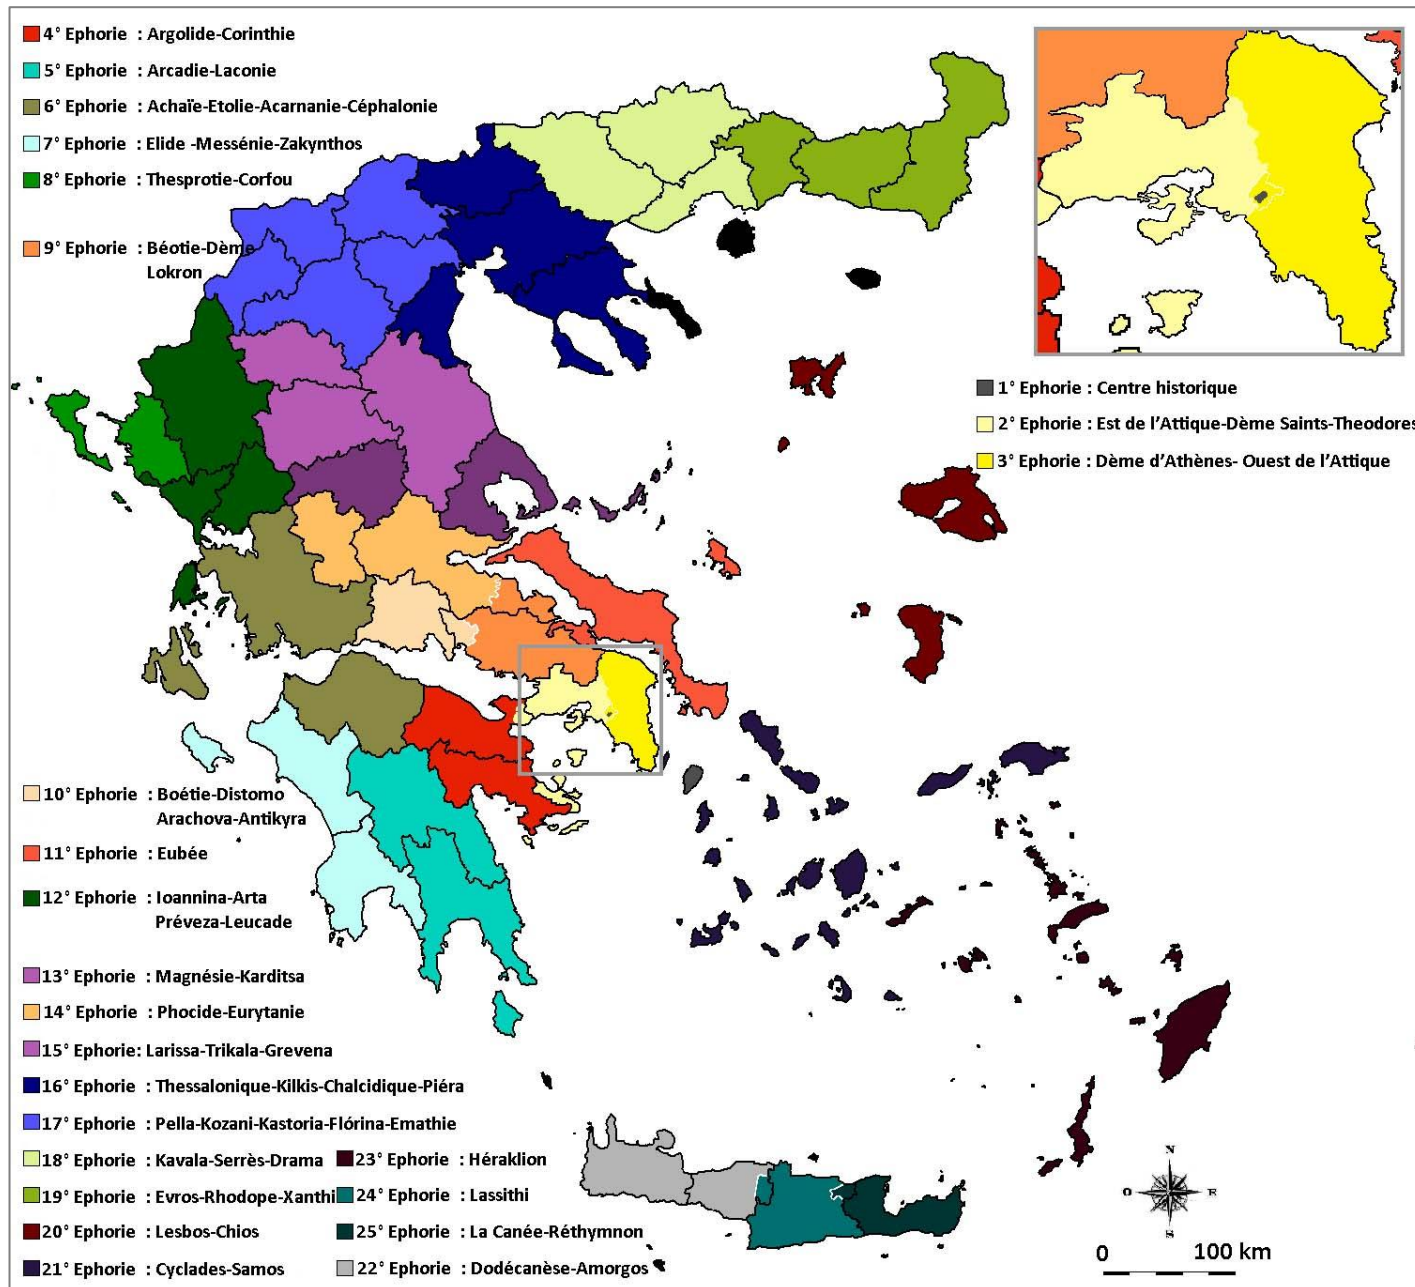 4° Ephorie : Argolide-Corinthie
5° Ephorie : Arcadie-Laconie
6° Ephorie : Achaïe-Etolie-Acarnanie-Céphalonie
7° Ephorie : Elide -Messénie-Zakynthos
8° Ephorie : Thesprotie-Corfou
9° Ephorie : Béotie-Dème
Lokron
1° Ephorie : Centre historique
2° Ephorie : Est de l'Attique-Dème Saints-Theodores
3° Ephorie : Dème d'Athènes- Ouest de l'Attique
10° Ephorie : Boétie-Distomo
Arachova-Antikyra
11° Ephorie : Eubée
12° Ephorie : Ioannina-Arta
Préveza-Leucade
13° Ephorie : Magnésie-Karditsa
14° Ephorie : Phocide-Eurytanie
15° Ephorie: Larissa-Trikala-Grevena
16° Ephorie : Thessalonique-Kilkis-Chalcidique-Piéra
17° Ephorie : Pella-Kozani-Kastoria-Flórina-Emathie
18° Ephorie : Kavala-Serrès-Drama
19° Ephorie : Evros-Rhodope-Xanthi
20° Ephorie : Lesbos-Chios
21° Ephorie : Cyclades-Samos
23° Ephorie : Héraklion
24° Ephorie : Lassithi
25° Ephorie : La Canée-Réthymnon
22° Ephorie : Dodécanèse-Amorgos
N
O E
S
0 100 km